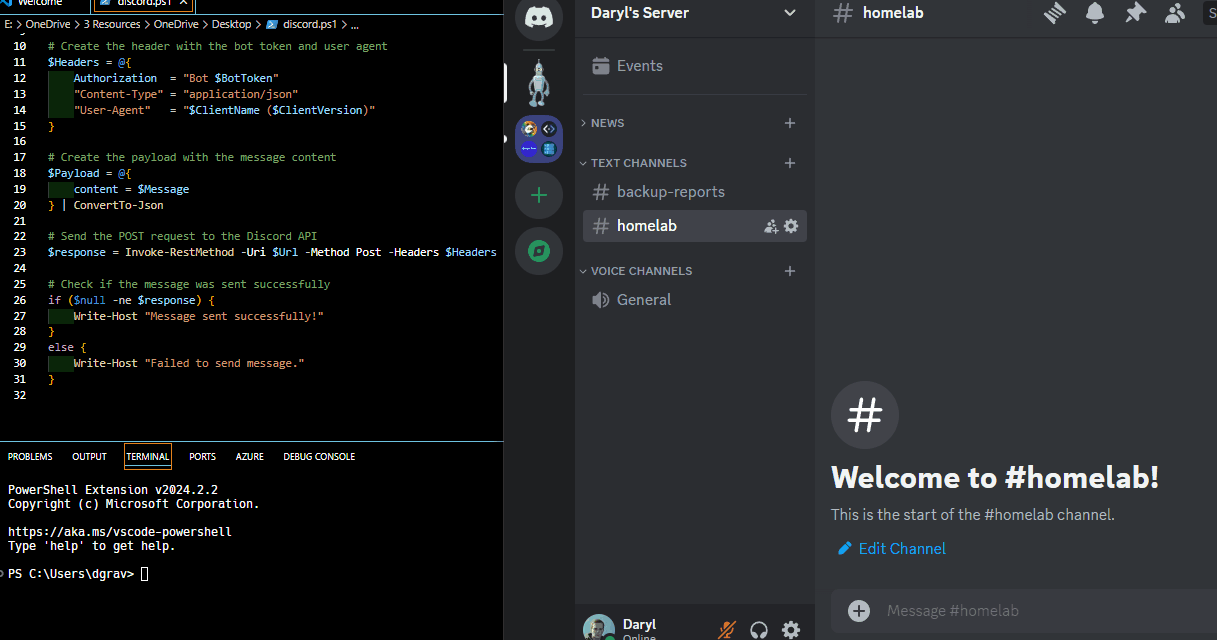 Welcome
discord.ps1 ×
E: > OneDrive > 3 Resources > OneDrive > Desktop > discord.ps1 > ...
10 # Create the header with the bot token and user agent
11 $Headers = @{
12 Authorization = "Bot $BotToken"
13 "Content-Type" = "application/json"
14 "User-Agent" = "$ClientName ($ClientVersion)"
15 }
16
17 # Create the payload with the message content
18 $Payload = @{
19 content = $Message
20 } | ConvertTo-Json
21
22 # Send the POST request to the Discord API
23 $response = Invoke-RestMethod -Uri $Url -Method Post -Headers $Headers
24
25 # Check if the message was sent successfully
26 if ($null -ne $response) {
27 Write-Host "Message sent successfully!"
28 }
29 else {
30 Write-Host "Failed to send message."
31 }
32
PROBLEMS OUTPUT TERMINAL PORTS AZURE DEBUG CONSOLE
PowerShell Extension v2024.2.2
Copyright (c) Microsoft Corporation.
https://aka.ms/vscode-powershell
Type 'help' to get help.
PS C:\Users\dgrav>
Daryl's Server
Events
NEWS
TEXT CHANNELS
# backup-reports
# homelab
VOICE CHANNELS
General
Daryl
Online
# homelab
S
#
Welcome to #homelab!
This is the start of the #homelab channel.
Edit Channel
Message #homelab